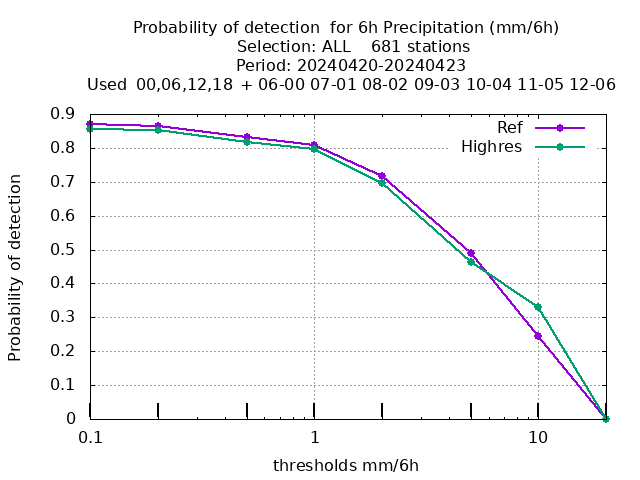 Probability of detection  for 6h Precipitation (mm/6h)
Selection: ALL    681 stations
Period: 20240420-20240423
Used  00,06,12,18  + 06-00 07-01 08-02 09-03 10-04 11-05 12-06
Ref
Highres
0.9
0.8
0.7
0.6
0.5
0.4
0.3
0.2
0.1
0
Probability of detection
0.1 1 10
thresholds mm/6h